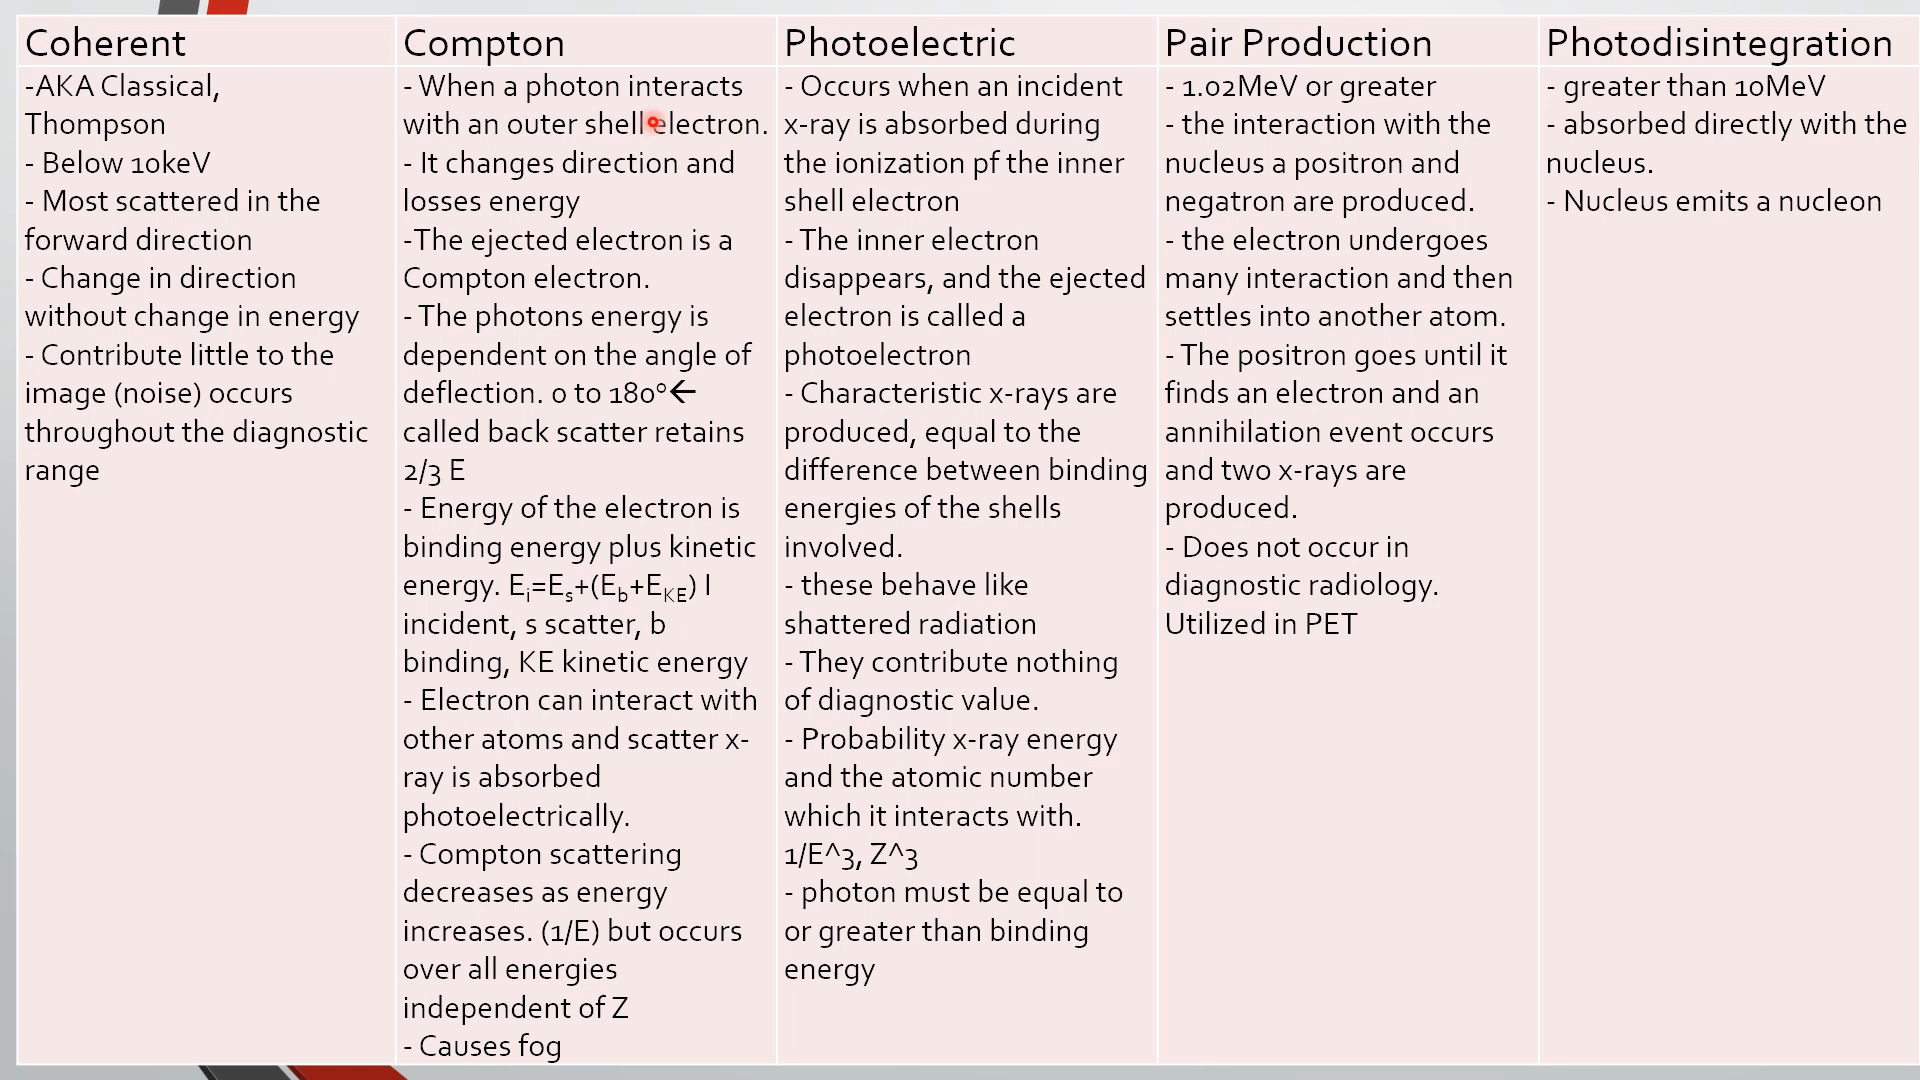 Coherent
-AKA Classical,
Thompson
- Below 10keV
- Most scattered in the
forward direction
- Change in direction
without change in energy
- Contribute little to the
image (noise) occurs
throughout the diagnostic
range
Compton
- When a photon interacts
with an outer shell electron.
- It changes direction and
losses energy
-The ejected electron is a
Compton electron.
- The photons energy is
dependent on the angle of
deflection. 0 to 180°←
called back scatter retains
2/3 E
- Energy of the electron is
binding energy plus kinetic
energy. Ei=Es+(Eb+EKE) I
incident, s scatter, b
binding, KE kinetic energy
- Electron can interact with
other atoms and scatter x-
ray is absorbed
photoelectrically.
- Compton scattering
decreases as energy
increases. (1/E) but occurs
over all energies
independent of Z
- Causes fog
Photoelectric
- Occurs when an incident
x-ray is absorbed during
the ionization pf the inner
shell electron
- The inner electron
disappears, and the ejected
electron is called a
photoelectron
- Characteristic x-rays are
produced, equal to the
difference between binding
energies of the shells
involved.
- these behave like
shattered radiation
- They contribute nothing
of diagnostic value.
- Probability x-ray energy
and the atomic number
which it interacts with.
1/E^3, Z^3
- photon must be equal to
or greater than binding
energy
Pair Production
- 1.02MeV or greater
- the interaction with the
nucleus a positron and
negatron are produced.
- the electron undergoes
many interaction and then
settles into another atom.
- The positron goes until it
finds an electron and an
annihilation event occurs
and two x-rays are
produced.
- Does not occur in
diagnostic radiology.
Utilized in PET
Photodisintegration
- greater than 10MeV
- absorbed directly with the
nucleus.
- Nucleus emits a nucleon